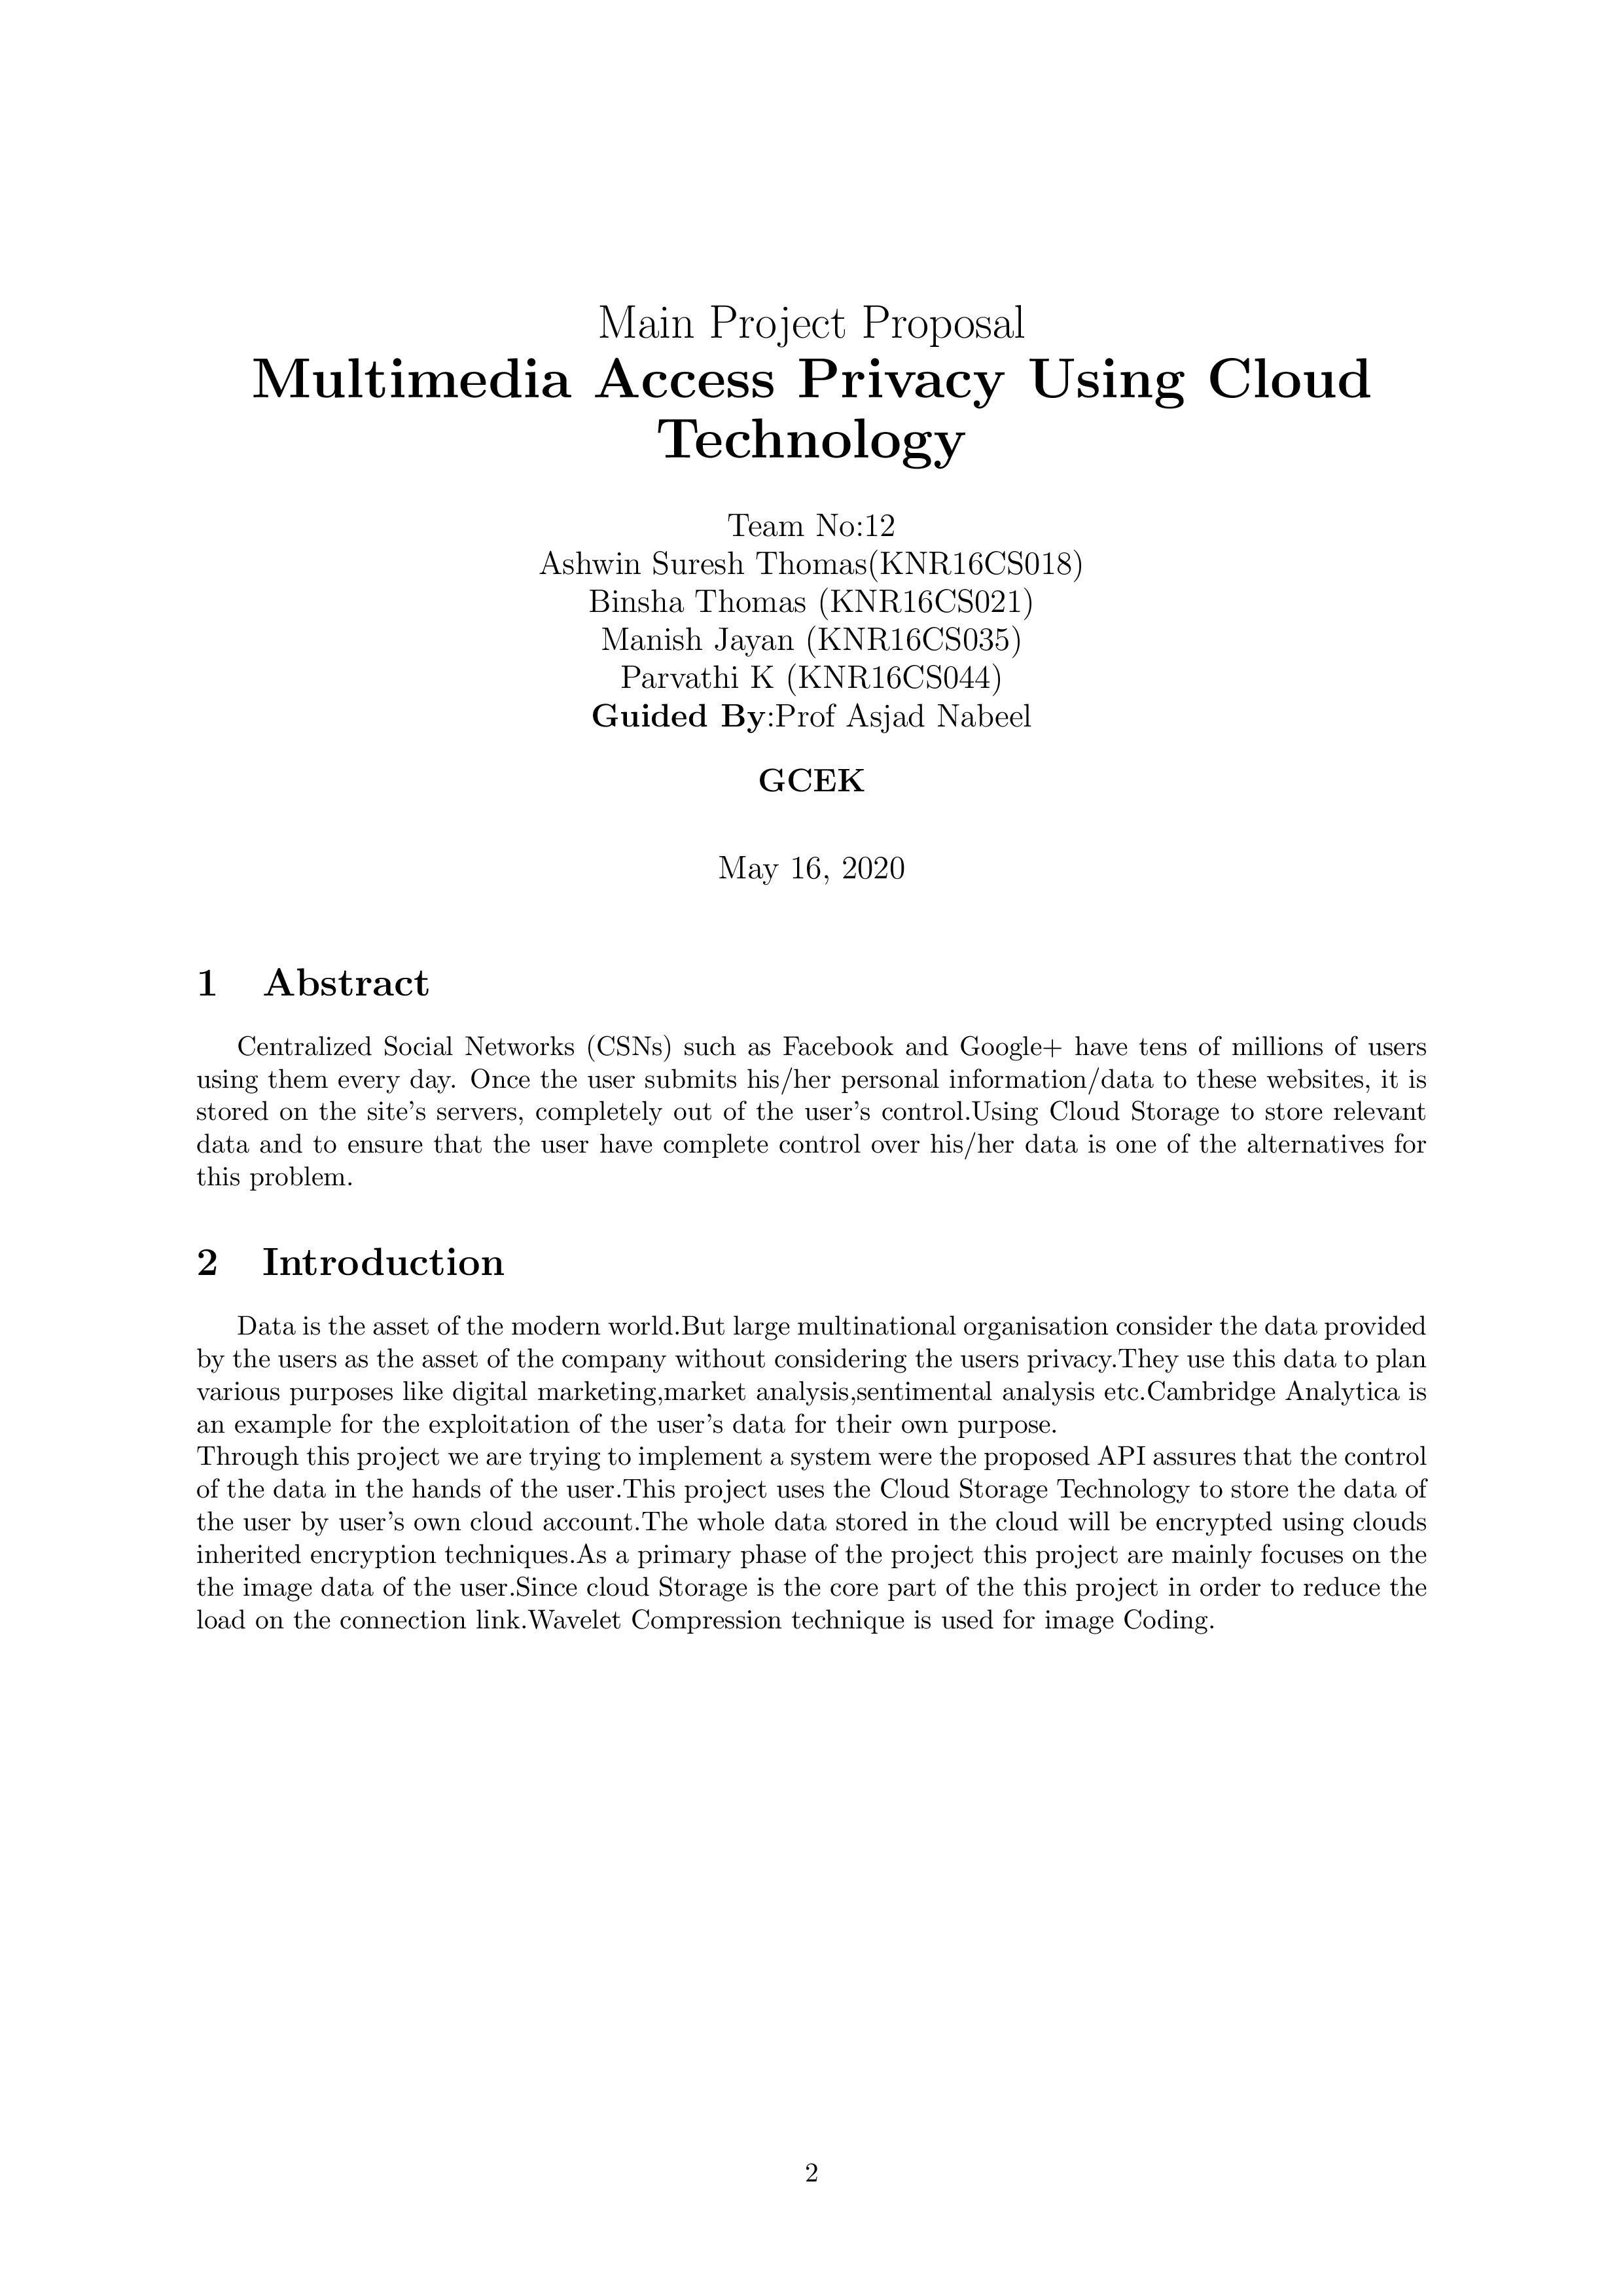 Main Project Proposal
Multimedia Access Privacy Using Cloud
Technology
Team No:12
Ashwin Suresh Thomas(KNR16CS018)
Binsha Thomas (KNR16CS021)
Manish Jayan (KNR16CS035)
Parvathi K (KNR16CS044)
Guided By:Prof Asjad Nabeel
GCEK
May 16, 2020
1 Abstract
Centralized Social Networks (CSNs) such as Facebook and Google+ have tens of millions of users
using them every day. Once the user submits his/her personal information/data to these websites, it is
stored on the site's servers, completely out of the user's control.Using Cloud Storage to store relevant
data and to ensure that the user have complete control over his/her data is one of the alternatives for
this problem.
2 Introduction
Data is the asset of the modern world.But large multinational organisation consider the data provided
by the users as the asset of the company without considering the users privacy.They use this data to plan
various purposes like digital marketing,market analysis,sentimental analysis etc.Cambridge Analytica is
an example for the exploitation of the user's data for their own purpose.
Through this project we are trying to implement a system were the proposed API assures that the control
of the data in the hands of the user.This project uses the Cloud Storage Technology to store the data of
the user by user's own cloud account.The whole data stored in the cloud will be encrypted using clouds
inherited encryption techniques.As a primary phase of the project this project are mainly focuses on the
the image data of the user.Since cloud Storage is the core part of the this project in order to reduce the
load on the connection link.Wavelet Compression technique is used for image Coding.
2